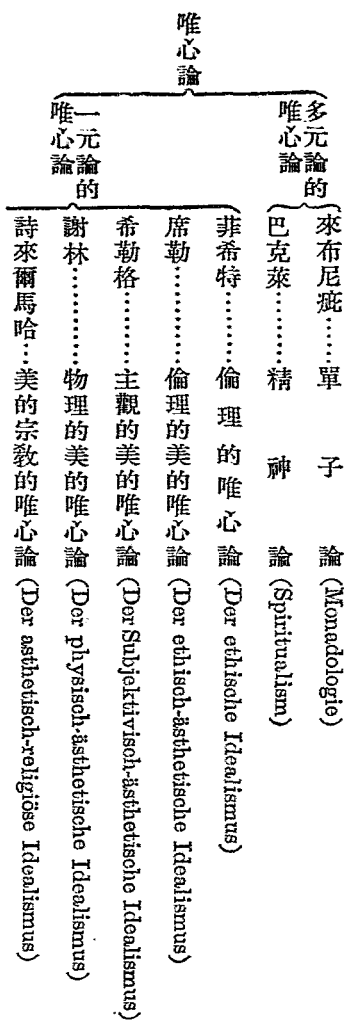 唯心論
多元論的
唯心論
來布尼疵……單子論 (Monadologie)
巴克萊………精神論 (Spiritualism)
一元論的
唯心論
菲希特………倫理的唯心論 (Der ethische Idealismus)
席勒…………倫理的美的唯心論 (Der ethisch-ästhetische Idealismus)
希勒格………主觀的美的唯心論 (Der Subjektivisch-ästhetische Idealismus)
謝林…………物理的美的唯心論 (Der physisch-ästhetische Idealismus)
詩來爾馬哈…美的宗教的唯心論 (Der asthetisch-religiöse Idealismus)